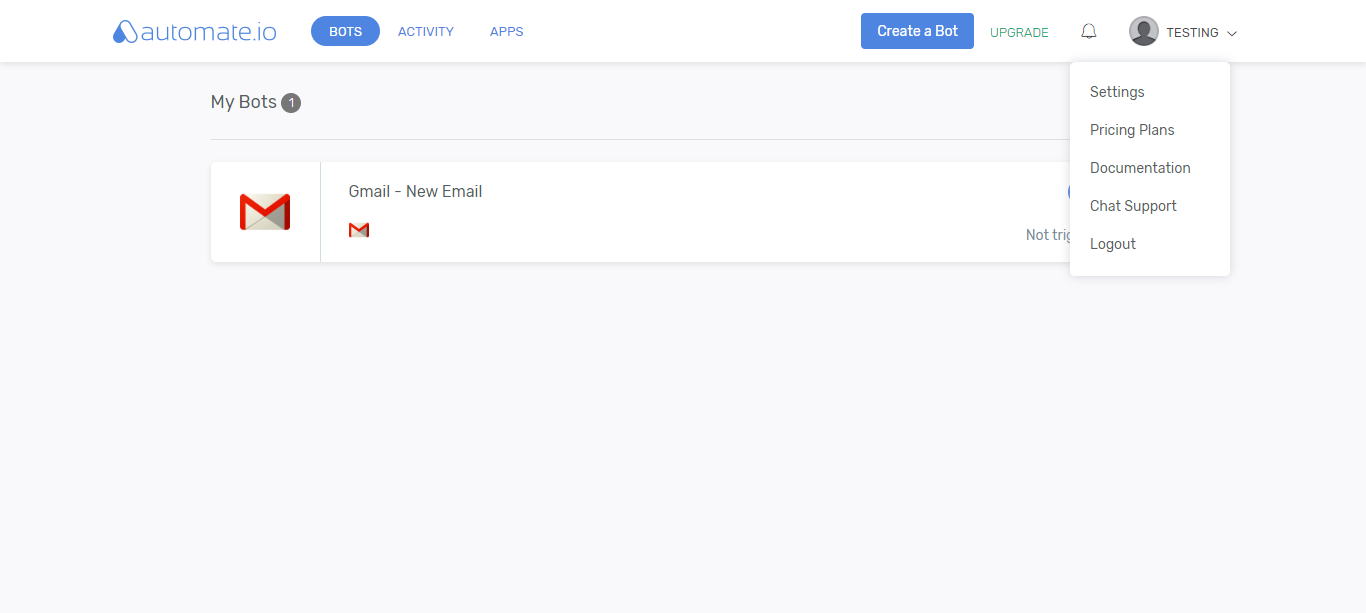 automate.io BOTS ACTIVITY APPS Create a Bot UPGRADE TESTING
My Bots 1
Settings
Pricing Plans
Documentation
Chat Support
Logout
Gmail - New Email
Not trig